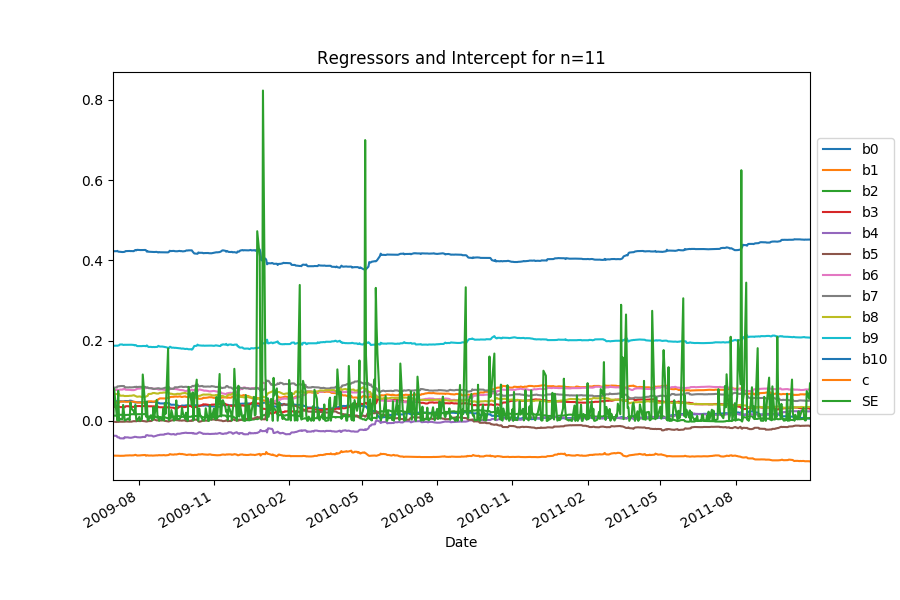 Regressors and Intercept for n=11
0.8
0.6
0.4
0.2
0.0
2009-08
2009-11
2010-02
2010-05
2010-08
2010-11
2011-02
2011-05
2011-08
Date
b0
b1
b2
b3
b4
b5
b6
b7
b8
b9
b10
c
SE